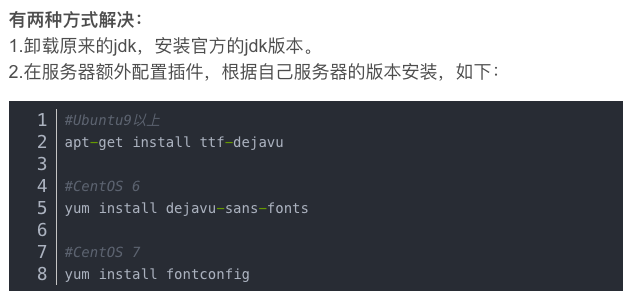 有两种方式解决：
1.卸载原来的jdk，安装官方的jdk版本。
2.在服务器额外配置插件，根据自己服务器的版本安装，如下：
1 #Ubuntu9以上
2 apt-get install ttf-dejavu
3
4 #CentOS 6
5 yum install dejavu-sans-fonts
6
7 #CentOS 7
8 yum install fontconfig